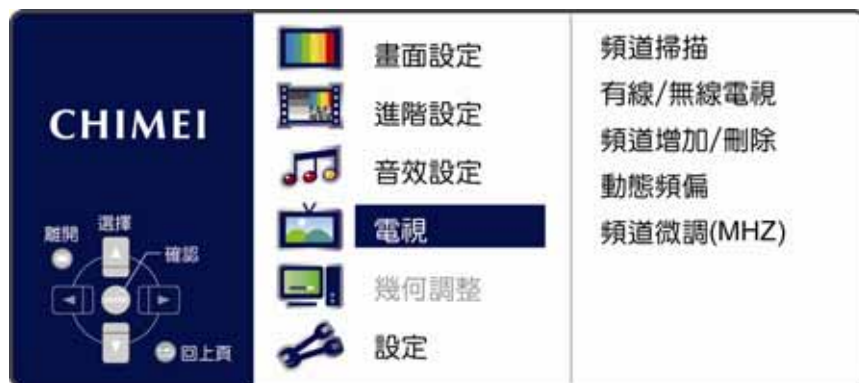 CHIMEI
離開
選擇
確認
回上頁
畫面設定
進階設定
音效設定
電視
幾何調整
設定
頻道掃描
有線/無線電視
頻道增加/刪除
動態頻偏
頻道微調(MHZ)